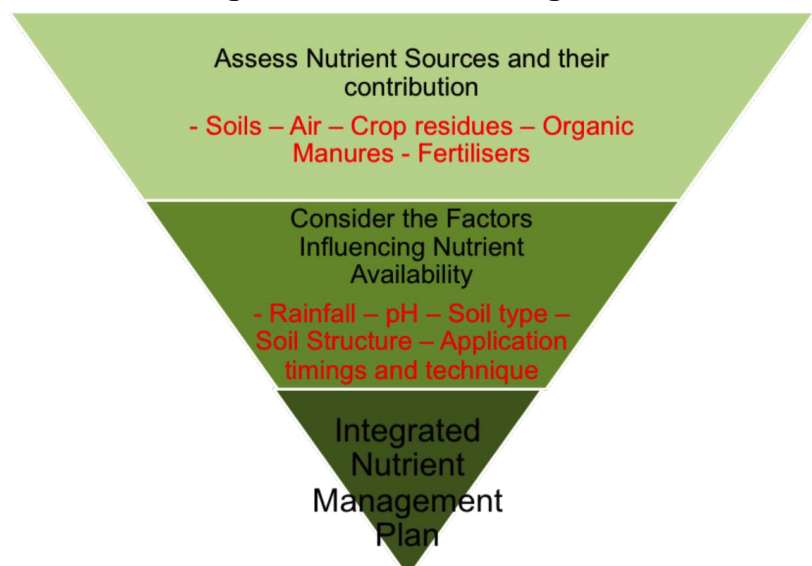 Assess Nutrient Sources and their
contribution
- Soils – Air – Crop residues – Organic
Manures - Fertilisers
Consider the Factors
Influencing Nutrient
Availability
- Rainfall – pH – Soil type –
Soil Structure – Application
timings and technique
Integrated
Nutrient
Management
Plan